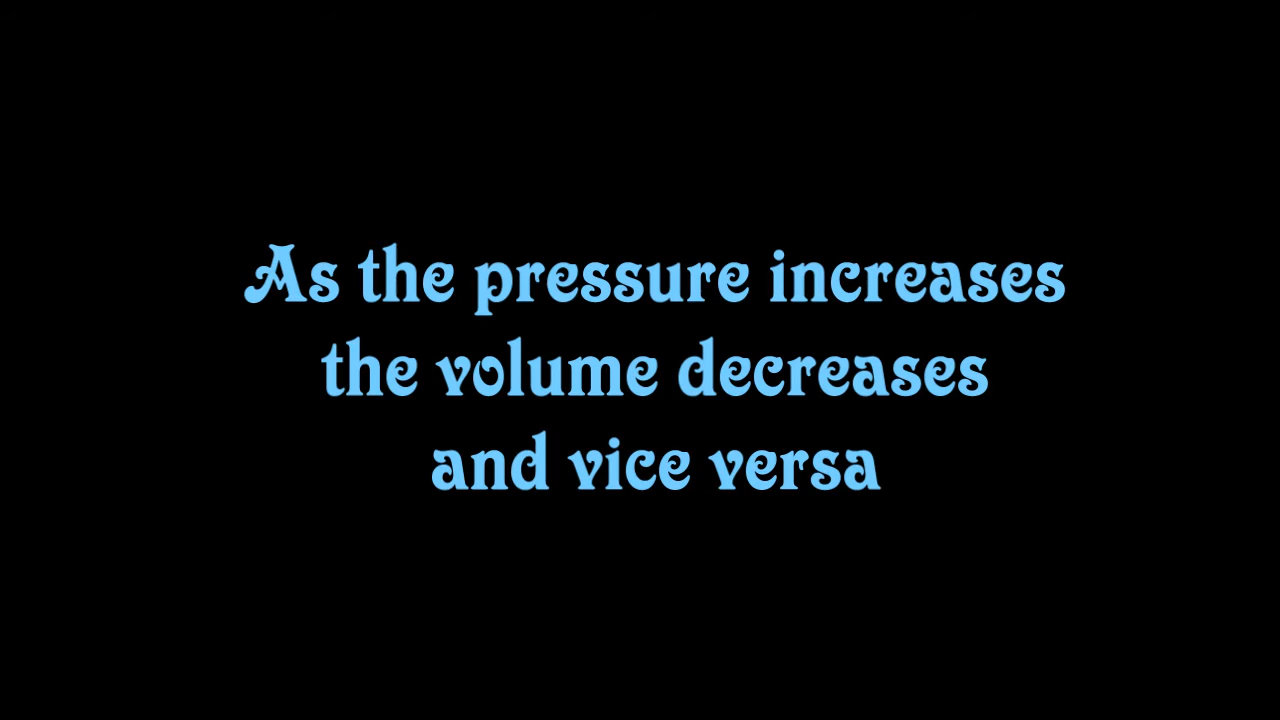 As the pressure increases
the volume decreases
and vice versa